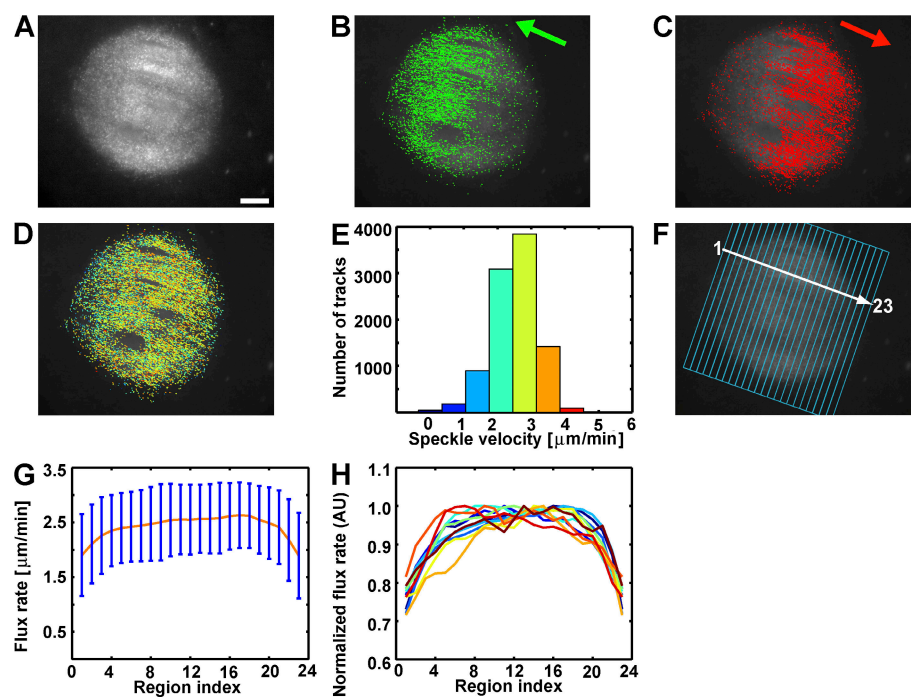 A
B
C
D
E
Number of tracks
4000
3000
2000
1000
0 1 2 3 4 5 6
Speckle velocity [μm/min]
F
1
23
G
Flux rate [μm/min]
3.5
2.5
1.5
.5
0 4 8 12 16 20 24
Region index
H
Normalized flux rate (AU)
1.1
1.0
0.9
0.8
0.7
0.6
0 4 8 12 16 20 24
Region index